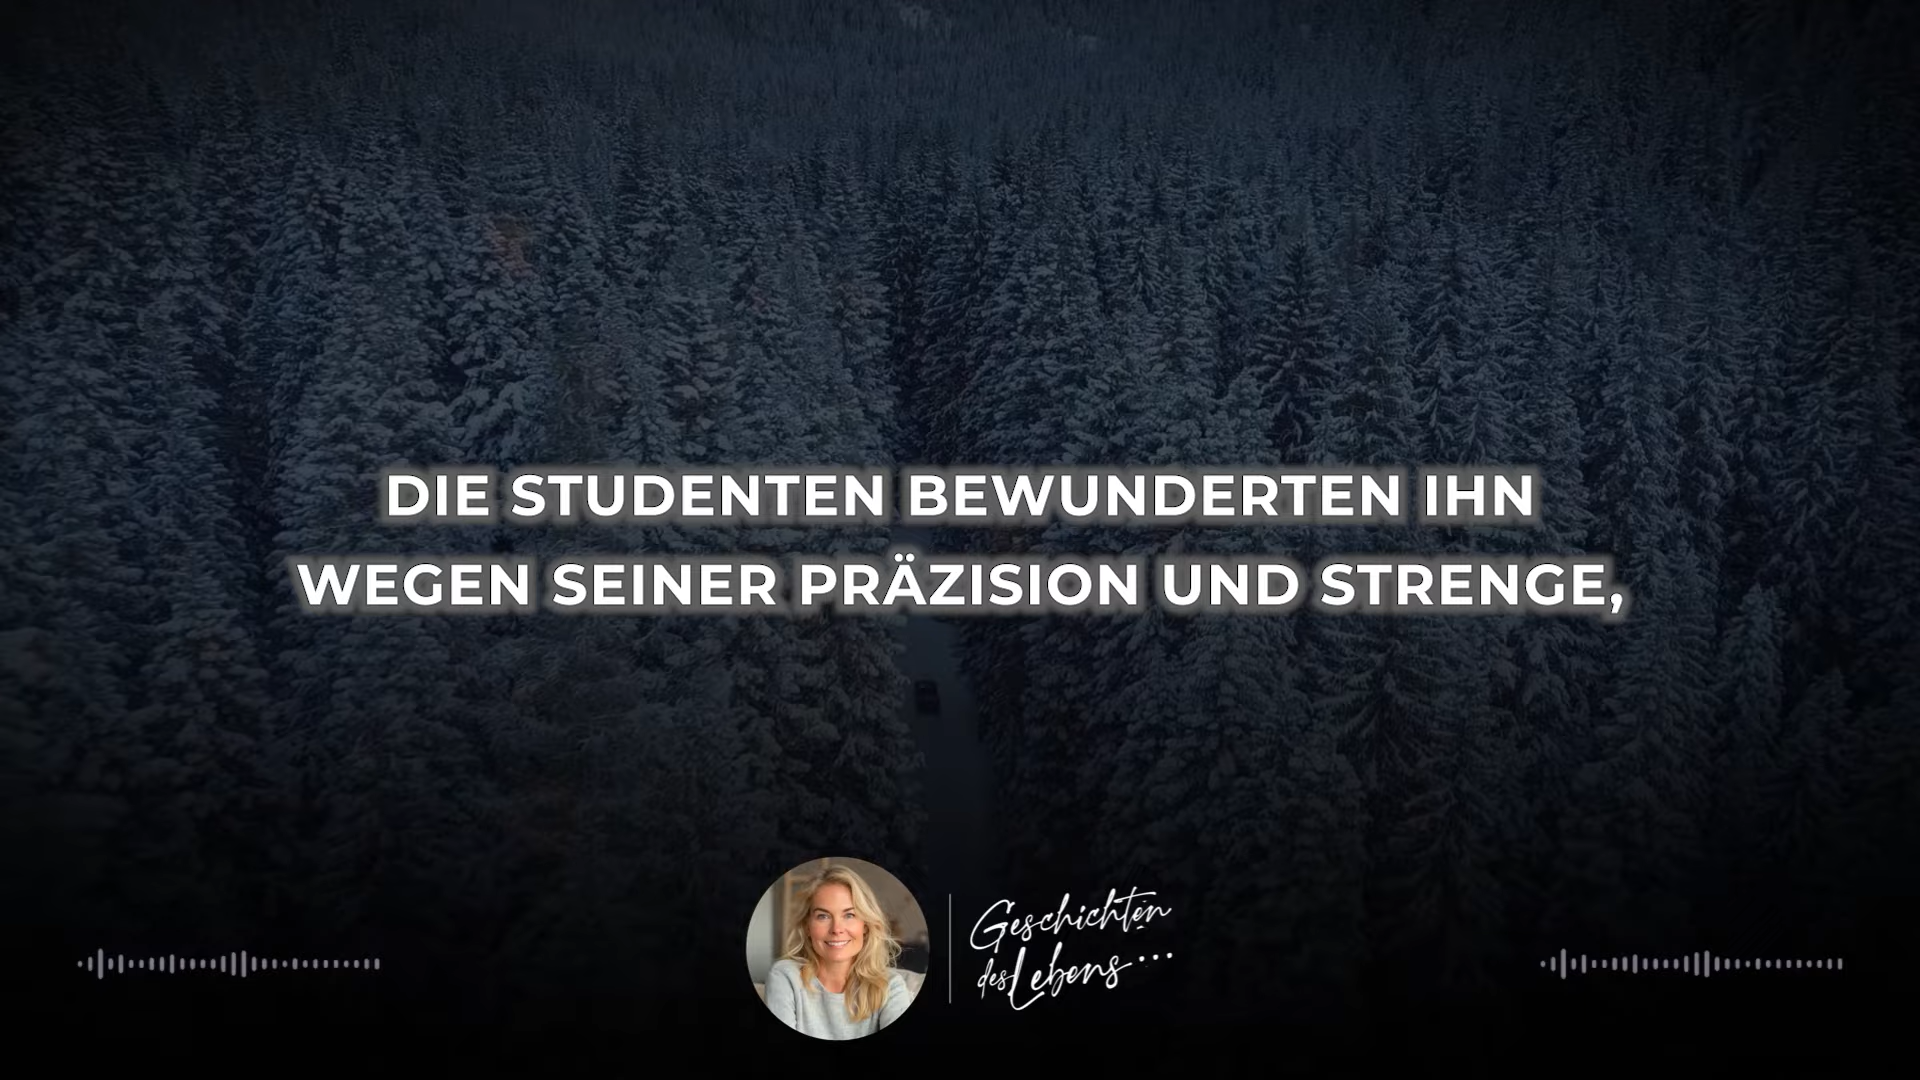 DIE STUDENTEN BEWUNDERTEN IHN
WEGEN SEINER PRÄZISION UND STRENGE,
Geschichten
des Lebens...